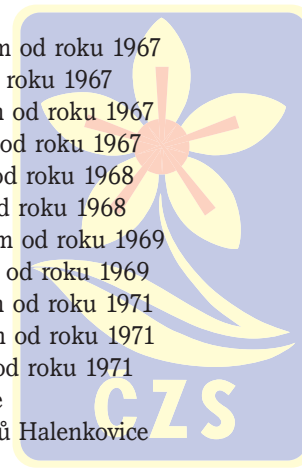 m od roku 1967
roku 1967
m od roku 1967
od roku 1967
od roku 1968
d roku 1968
m od roku 1969
od roku 1969
m od roku 1971
m od roku 1971
od roku 1971
e
ů Halenkovice
ČZS